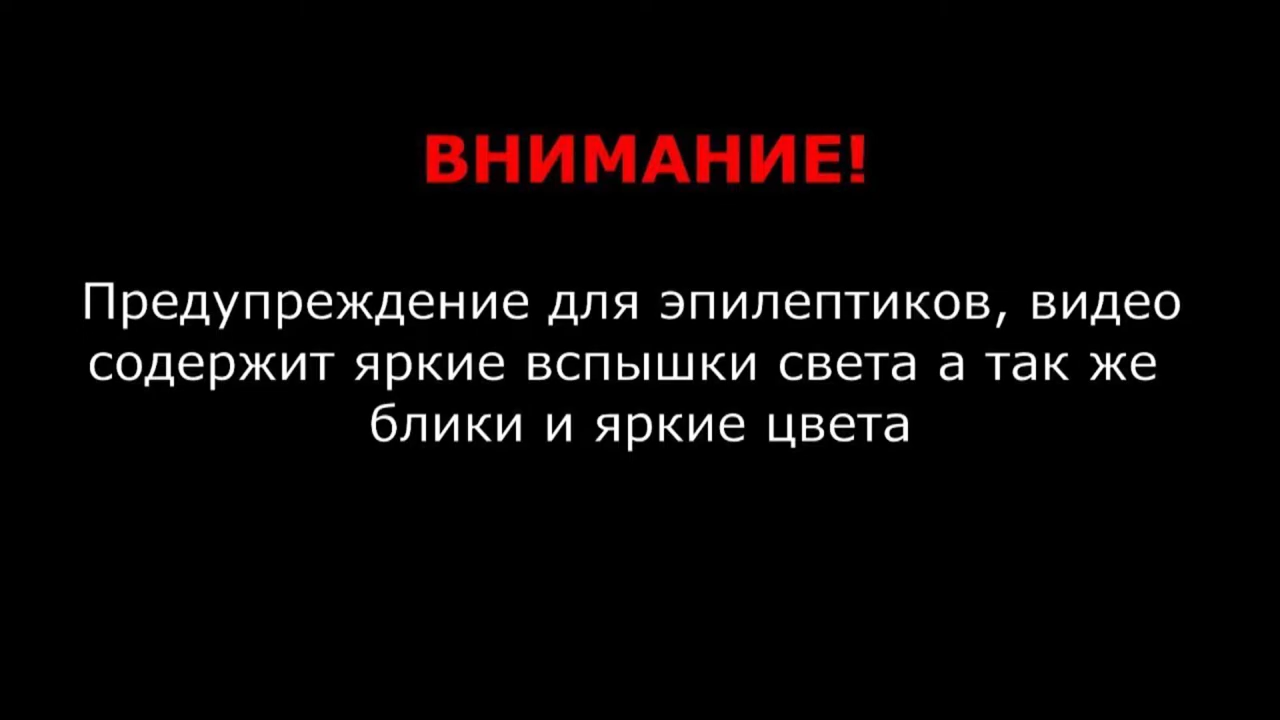 ВНИМАНИЕ!
Предупреждение для эпилептиков, видео
содержит яркие вспышки света а так же
блики и яркие цвета